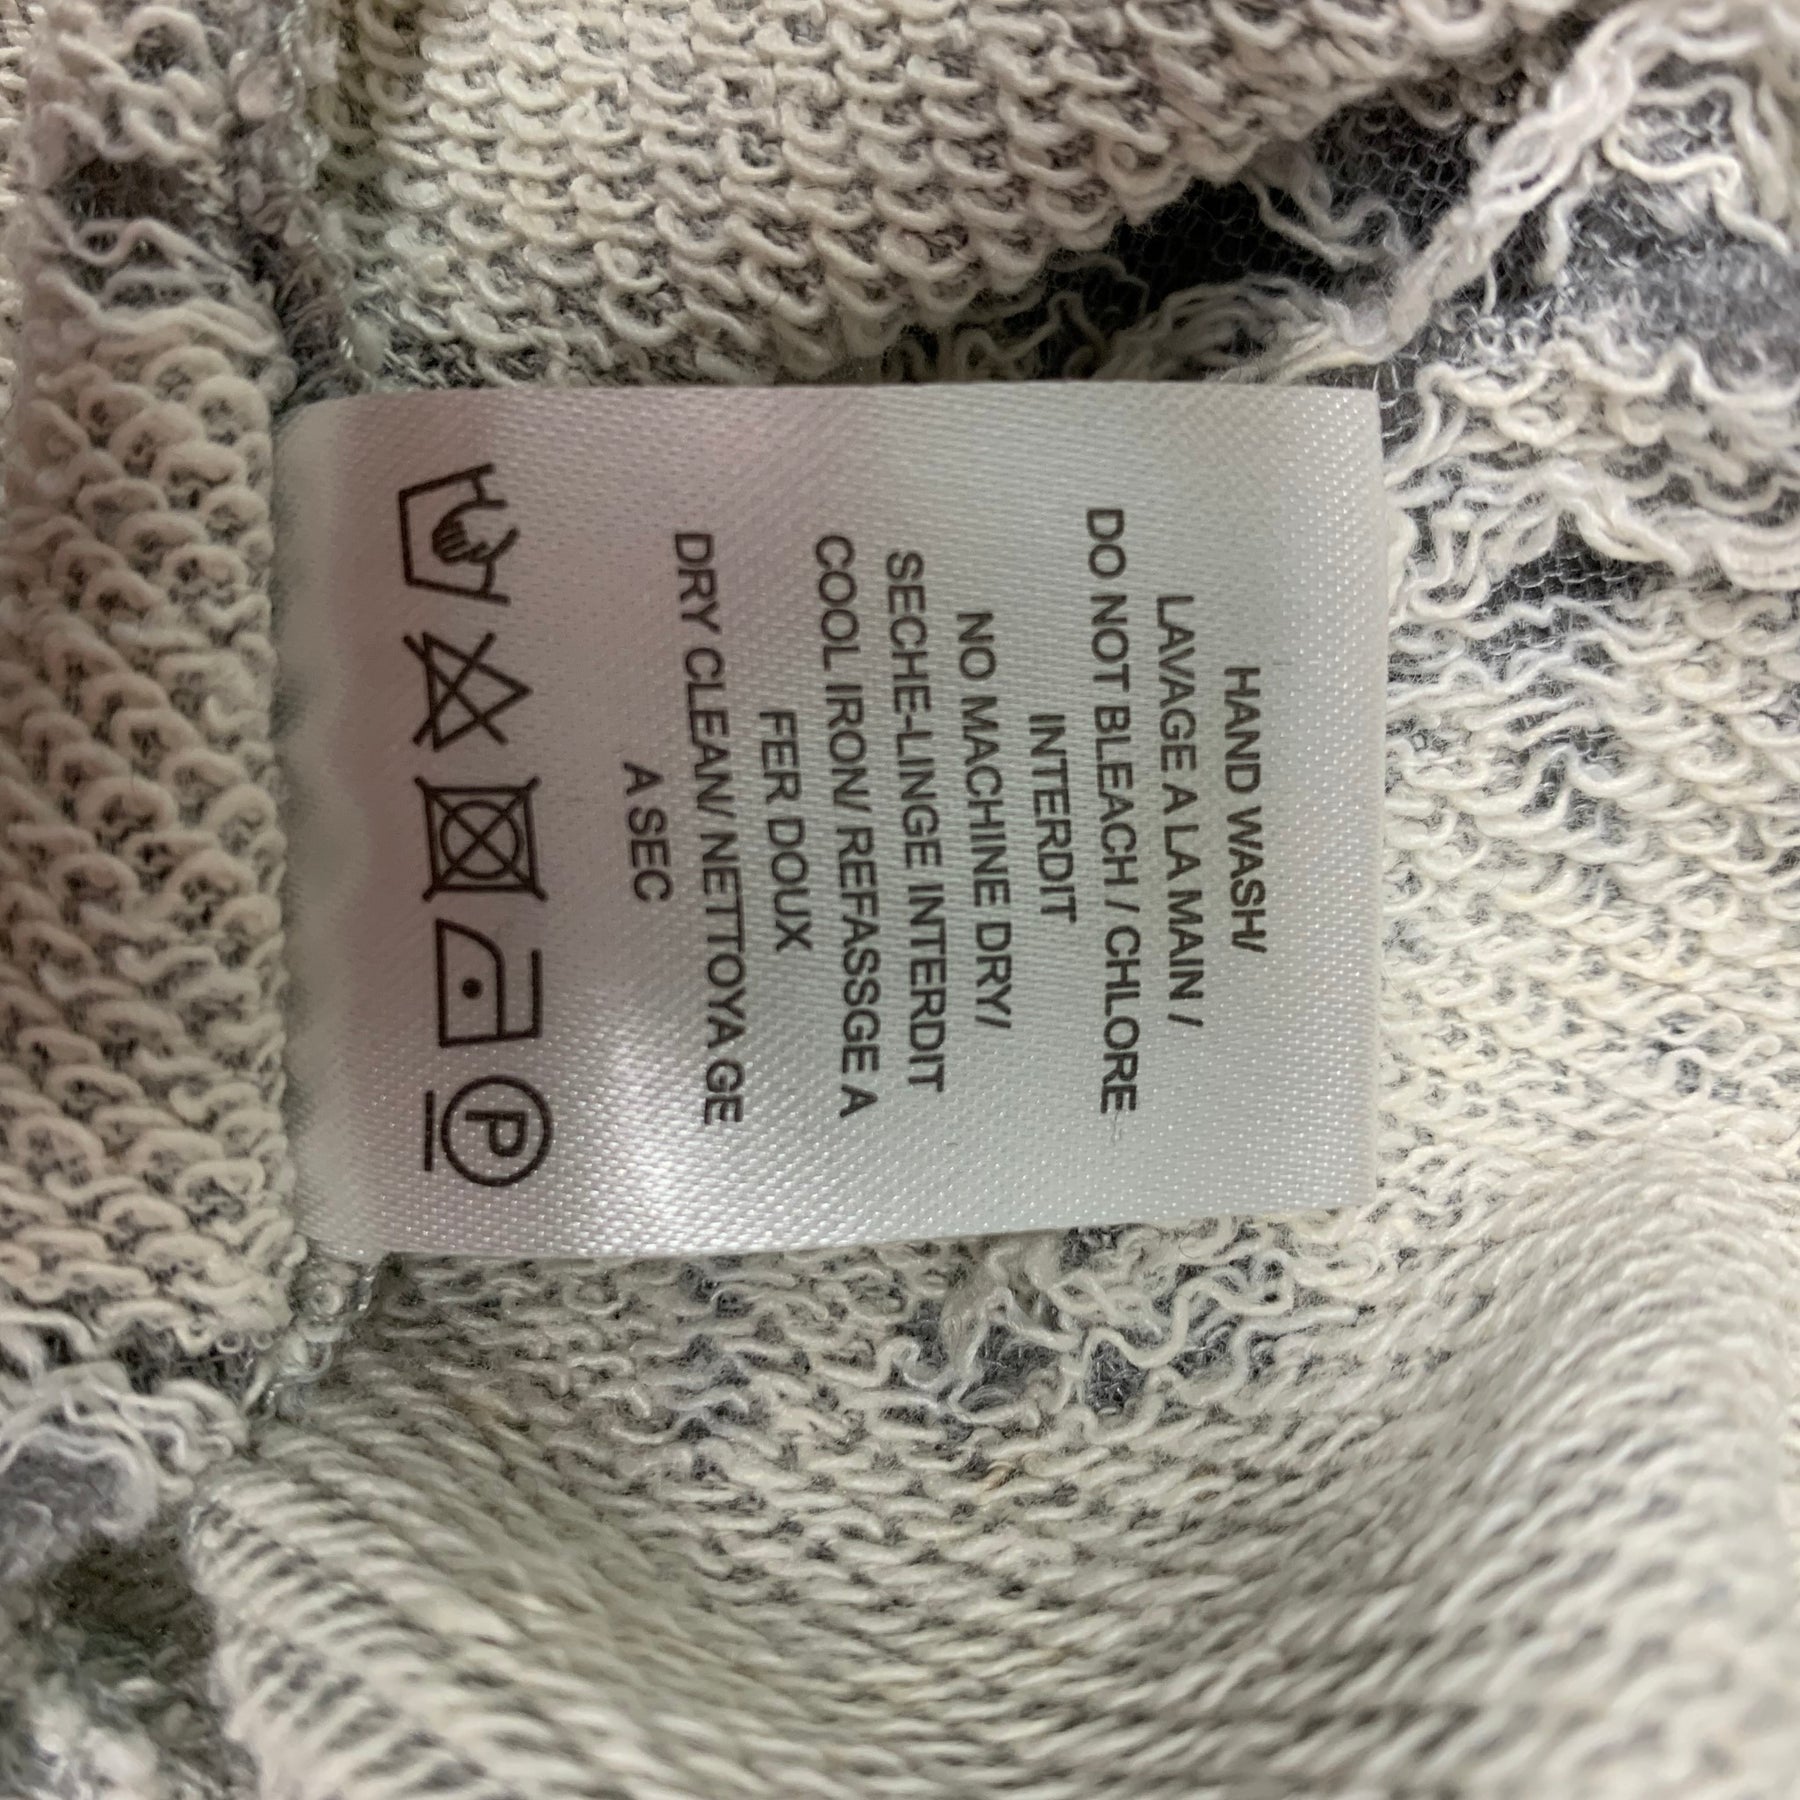 HAND WASH/
LAVAGE A LA MAIN /
DO NOT BLEACH / CHLORE
INTERDIT
NO MACHINE DRY/
SECHE-LINGE INTERDIT
COOL IRON/ REFASSGE A
FER DOUX
DRY CLEAN/ NETTOYA GE
A SEC
P